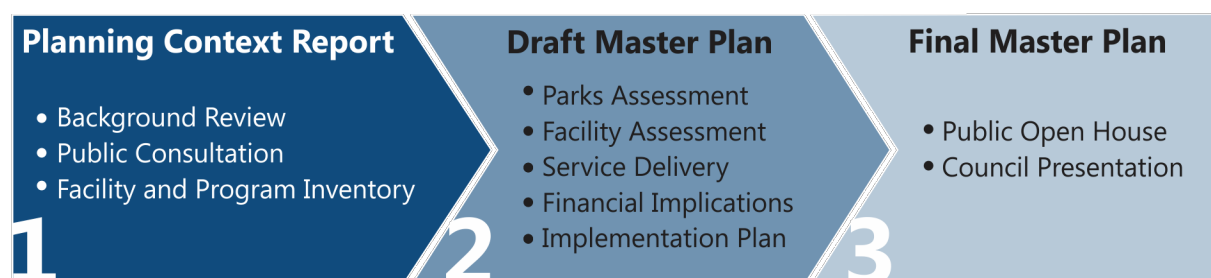 Planning Context Report
• Background Review
• Public Consultation
• Facility and Program Inventory
1
Draft Master Plan
• Parks Assessment
• Facility Assessment
• Service Delivery
• Financial Implications
• Implementation Plan
2
Final Master Plan
• Public Open House
• Council Presentation
3